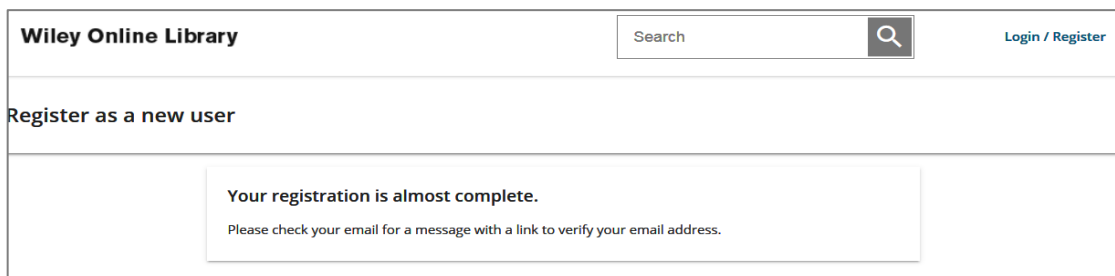 Wiley Online Library
Search
Login / Register
Register as a new user
Your registration is almost complete.
Please check your email for a message with a link to verify your email address.